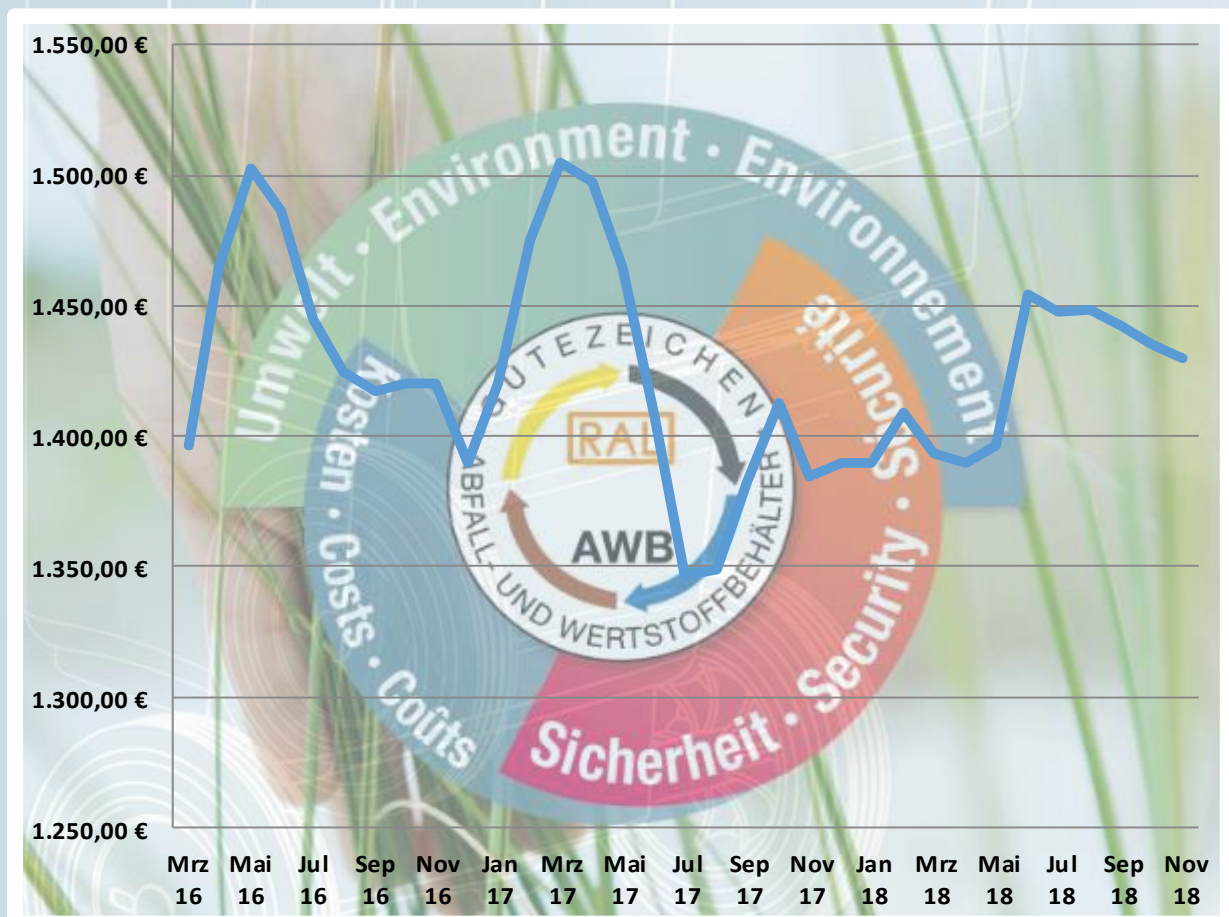 1.550,00 €
1.500,00 €
1.450,00 €
1.400,00 €
1.350,00 €
1.300,00 €
1.250,00 €
Umwelt · Environment · Environnement
Kosten · Costs · Coûts
Sicherheit · Security · Sécurité
GÜTEZEICHEN
RAL
AWB
ABFALL- UND WERTSTOFFBEHÄLTER
Mrz Mai Jul Sep Nov Jan Mrz Mai Jul Sep Nov Jan Mrz Mai Jul Sep Nov
16 16 16 16 16 17 17 17 17 17 17 18 18 18 18 18 18